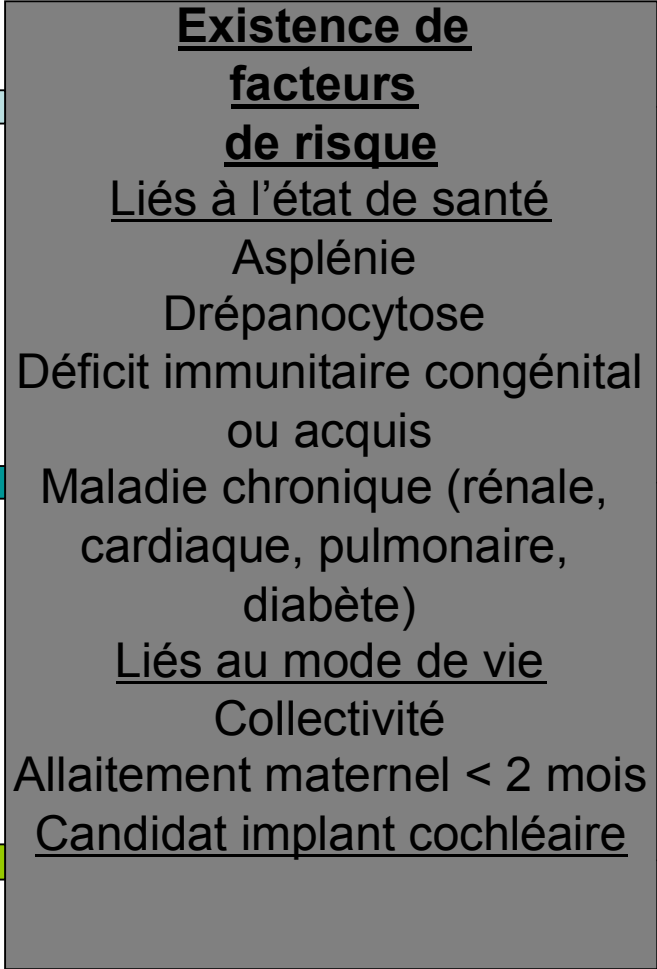 Existence de
facteurs
de risque
Liés à l’état de santé
Asplénie
Drépanocytose
Déficit immunitaire congénital
ou acquis
Maladie chronique (rénale,
cardiaque, pulmonaire,
diabète)
Liés au mode de vie
Collectivité
Allaitement maternel < 2 mois
Candidat implant cochléaire